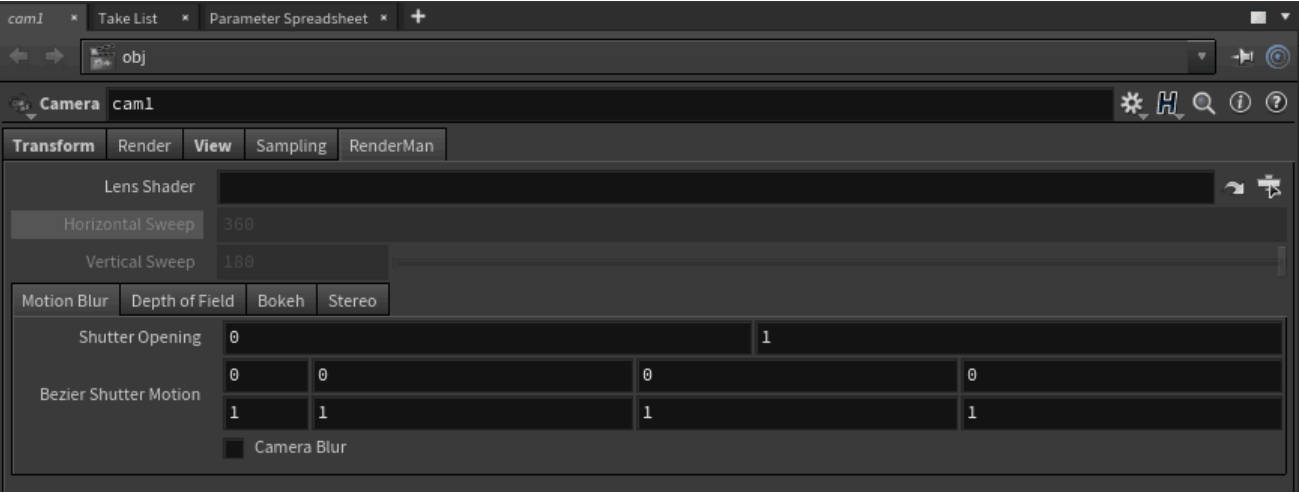 cam1 × Take List × Parameter Spreadsheet × +
obj
Camera cam1
Transform Render View Sampling RenderMan
Lens Shader
Horizontal Sweep 360
Vertical Sweep 180
Motion Blur Depth of Field Bokeh Stereo
Shutter Opening 0 1
0 0 0 0
Bezier Shutter Motion
1 1 1 1
Camera Blur